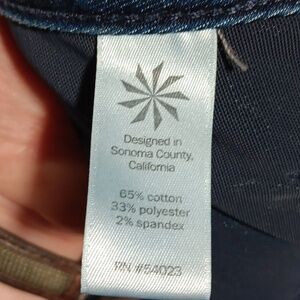 Designed in
Sonoma County,
California
65% cotton
33% polyester
2% spandex
RN #54023